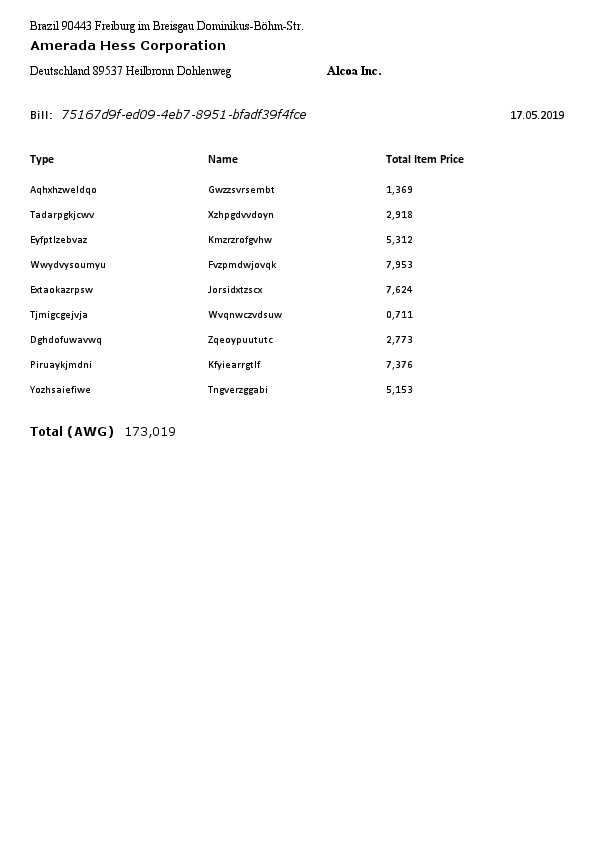 Brazil 90443 Freiburg im Breisgau Dominikus-Böhm-Str.
Amerada Hess Corporation
Deutschland 89537 Heilbronn Dohlenweg Alcoa Inc.
Bill: 75167d9f-ed09-4eb7-8951-bfadf39f4fce 17.05.2019
Type Name Total Item Price
Aqhxhzweldqo Gwzzsvrsembt 1,369
Tadarpgkjcwv Xzhpgdvvdoyn 2,918
Eyfptlzebvaz Kmzrzrofgvhw 5,312
Wwydvysoumyu Fvzpmdwjovqk 7,953
Extaokazrpsw Jorsidxtzscx 7,624
Tjmigcgejvja Wvqnwczvdsuw 0,711
Dghdofuwavwq Zqeoypuututc 2,773
Piruaykjmdni Kfyiearrgtlf 7,376
Yozhsaiefiwe Tngverzggabi 5,153
Total (AWG) 173,019